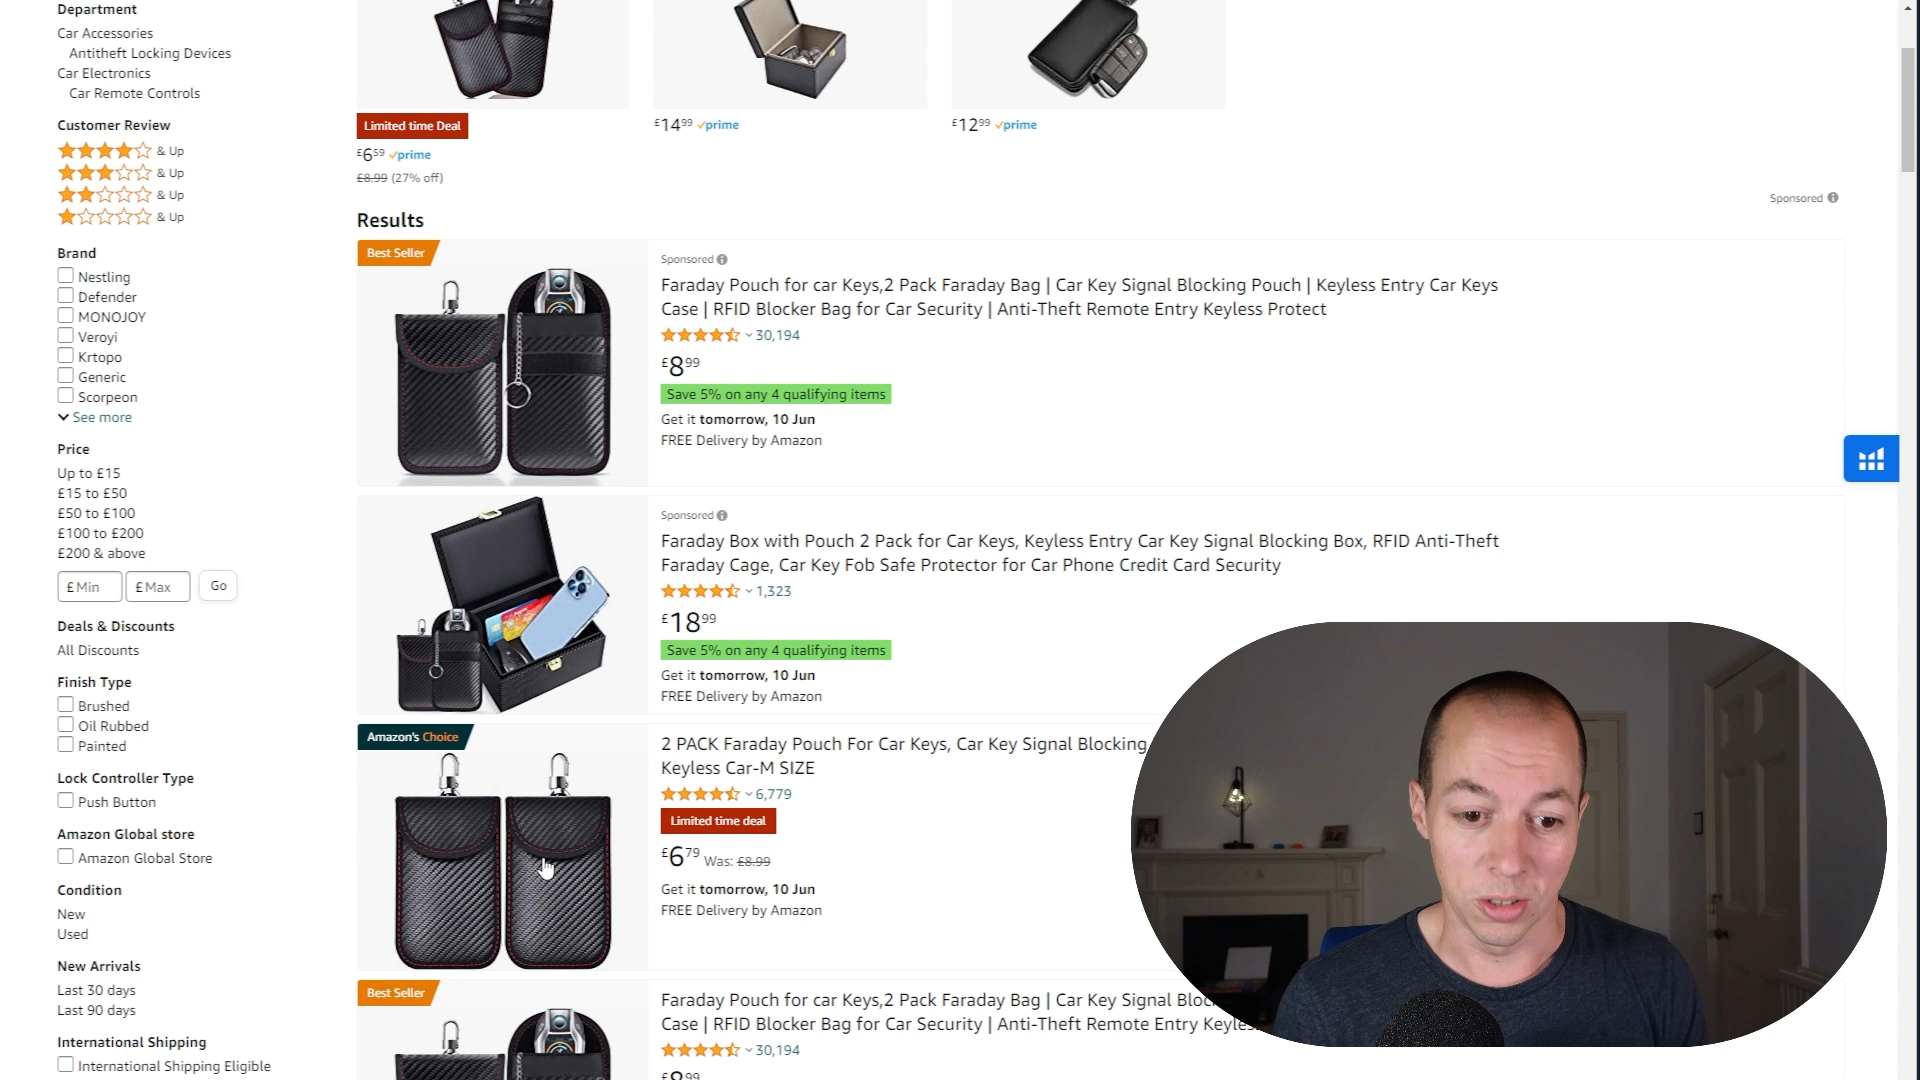 Department
Car Accessories
Antitheft Locking Devices
Car Electronics
Car Remote Controls
Customer Review
& Up
& Up
& Up
& Up
Brand
Nestling
Defender
MONOJOY
Veroyi
Krtopo
Generic
Scorpeon
See more
Price
Up to £15
£15 to £50
£50 to £100
£100 to £200
£200 & above
£ Min £ Max Go
Deals & Discounts
All Discounts
Finish Type
Brushed
Oil Rubbed
Painted
Lock Controller Type
Push Button
Amazon Global store
Amazon Global Store
Condition
New
Used
New Arrivals
Last 30 days
Last 90 days
International Shipping
International Shipping Eligible
Limited time Deal
£659 prime
£8.99 (27% off)
£1499 prime
£1299 prime
Sponsored
Results
Best Seller
Sponsored
Faraday Pouch for car Keys,2 Pack Faraday Bag | Car Key Signal Blocking Pouch | Keyless Entry Car Keys
Case | RFID Blocker Bag for Car Security | Anti-Theft Remote Entry Keyless Protect
30,194
£899
Save 5% on any 4 qualifying items
Get it tomorrow, 10 Jun
FREE Delivery by Amazon
Sponsored
Faraday Box with Pouch 2 Pack for Car Keys, Keyless Entry Car Key Signal Blocking Box, RFID Anti-Theft
Faraday Cage, Car Key Fob Safe Protector for Car Phone Credit Card Security
1,323
£1899
Save 5% on any 4 qualifying items
Get it tomorrow, 10 Jun
FREE Delivery by Amazon
Amazon's Choice
2 PACK Faraday Pouch For Car Keys, Car Key Signal Blocking
Keyless Car-M SIZE
6,779
Limited time deal
£679 Was: £8.99
Get it tomorrow, 10 Jun
FREE Delivery by Amazon
Best Seller
Faraday Pouch for car Keys,2 Pack Faraday Bag | Car Key Signal Bloc
Case | RFID Blocker Bag for Car Security | Anti-Theft Remote Entry Keyle
30,194
£899